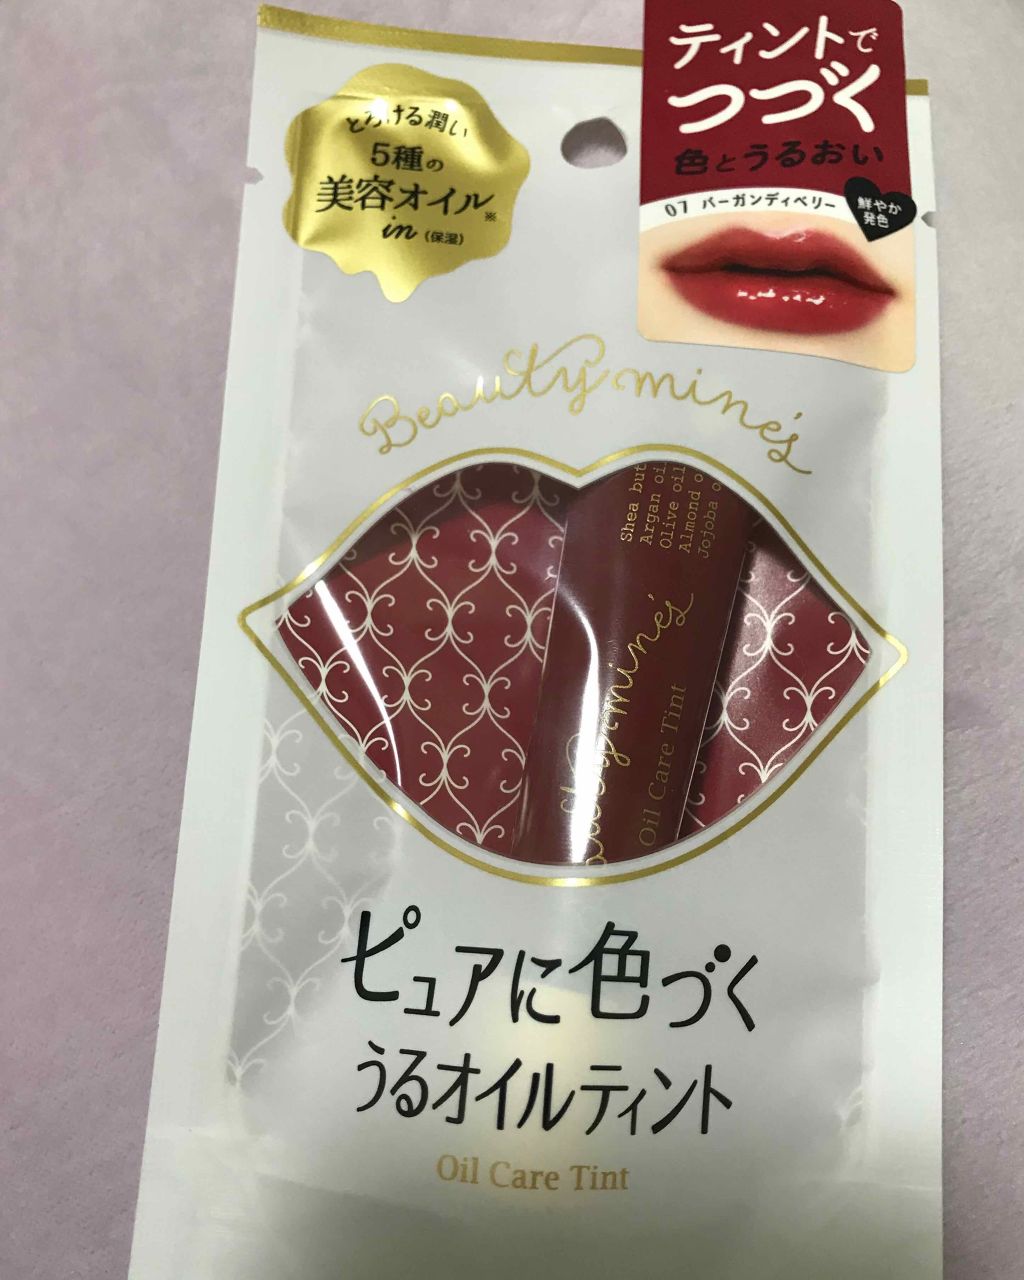 ティントで
つづく
色とうるおい
07 バーガンディベリー
鮮やか
発色
とろける潤い
5種の
美容オイル※
in (保湿)
Beauty mine's
Shea but
Argan oi
Olive oil
Almond o
Jojoba o
mine's
Oil Care Tint
ピュアに色づく
うるオイルティント
Oil Care Tint